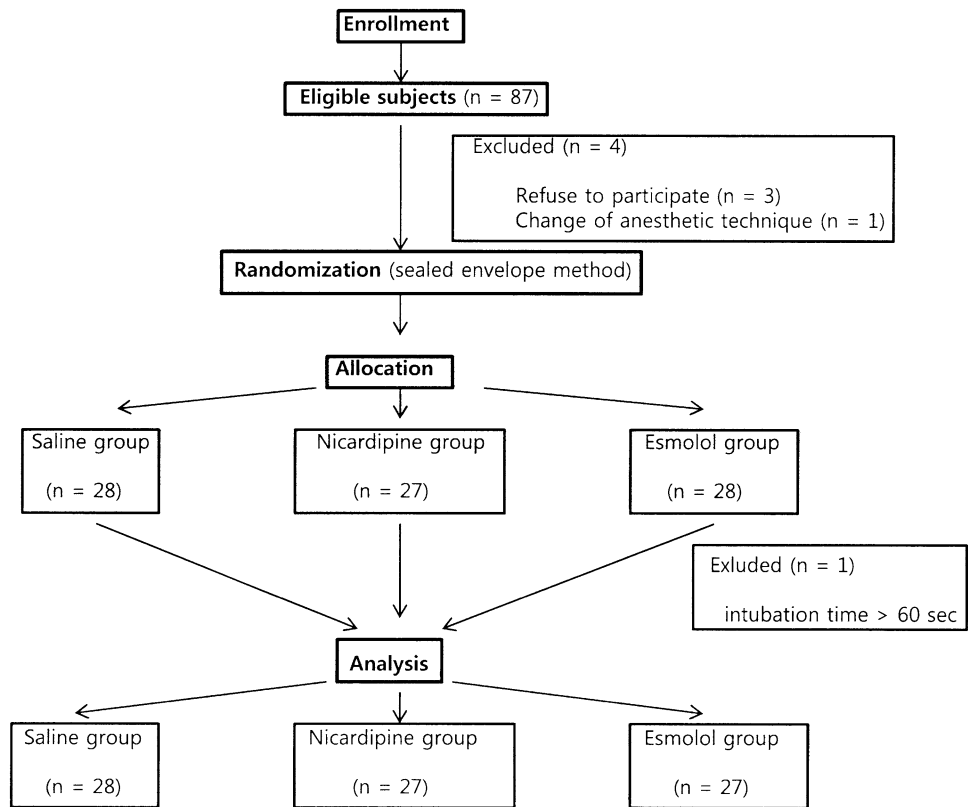 Enrollment
Eligible subjects (n = 87)
Excluded (n = 4)
Refuse to participate (n = 3)
Change of anesthetic technique (n = 1)
Randomization (sealed envelope method)
Allocation
Saline group
(n = 28)
Nicardipine group
(n = 27)
Esmolol group
(n = 28)
Exluded (n = 1)
intubation time > 60 sec
Analysis
Saline group
(n = 28)
Nicardipine group
(n = 27)
Esmolol group
(n = 27)